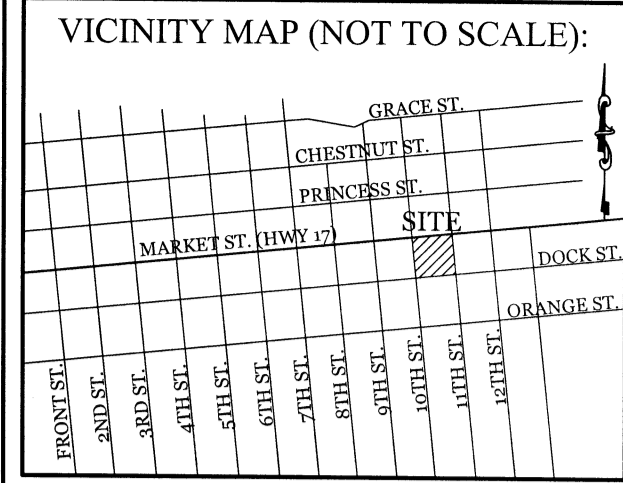 VICINITY MAP (NOT TO SCALE):
GRACE ST.
CHESTNUT ST.
PRINCESS ST.
SITE
MARKET ST. (HWY 17)
DOCK ST.
ORANGE ST.
FRONT ST.
2ND ST.
3RD ST.
4TH ST.
5TH ST.
6TH ST.
7TH ST.
8TH ST.
9TH ST.
10TH ST.
11TH ST.
12TH ST.